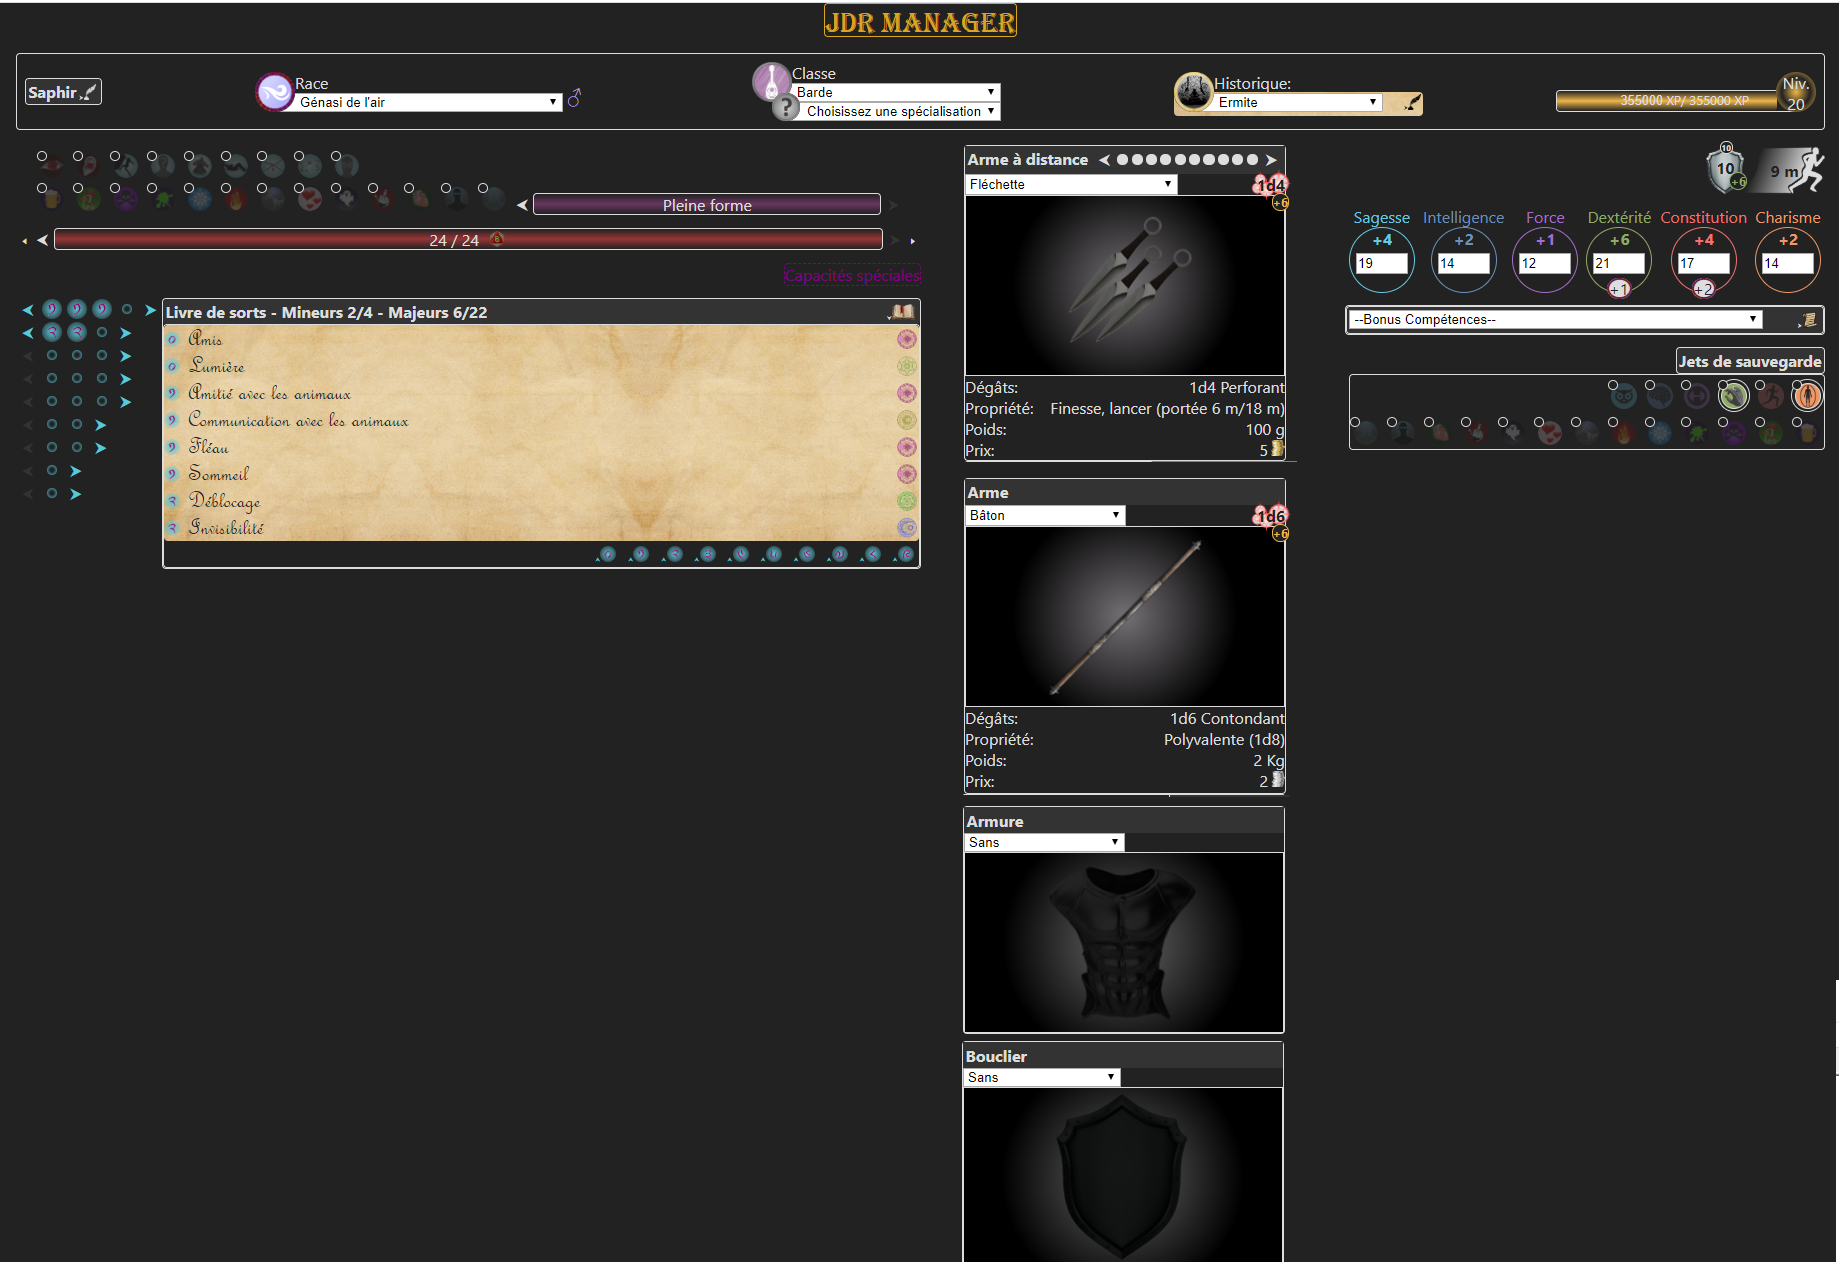 JDR MANAGER
Saphir
Race
Génasi de l'air
Classe
Barde
?
Choisissez une spécialisation
Historique:
Ermite
355000 XP/ 355000 XP
Niv.
20
Pleine forme
24 / 24
Capacités spéciales
Livre de sorts - Mineurs 2/4 - Majeurs 6/22
Amis
Lumière
Amitié avec les animaux
Communication avec les animaux
Fléau
Sommeil
Déblocage
Invisibilité
Arme à distance
Fléchette
1d4
+6
Dégâts: 1d4 Perforant
Propriété: Finesse, lancer (portée 6 m/18 m)
Poids: 100 g
Prix: 5
Arme
Bâton
1d6
+6
Dégâts: 1d6 Contondant
Propriété: Polyvalente (1d8)
Poids: 2 Kg
Prix: 2
Armure
Sans
Bouclier
Sans
10
10
+6
9 m
Sagesse Intelligence Force Dextérité Constitution Charisme
+4 +2 +1 +6 +4 +2
19 14 12 21 17 14
+1 +2
--Bonus Compétences--
Jets de sauvegarde